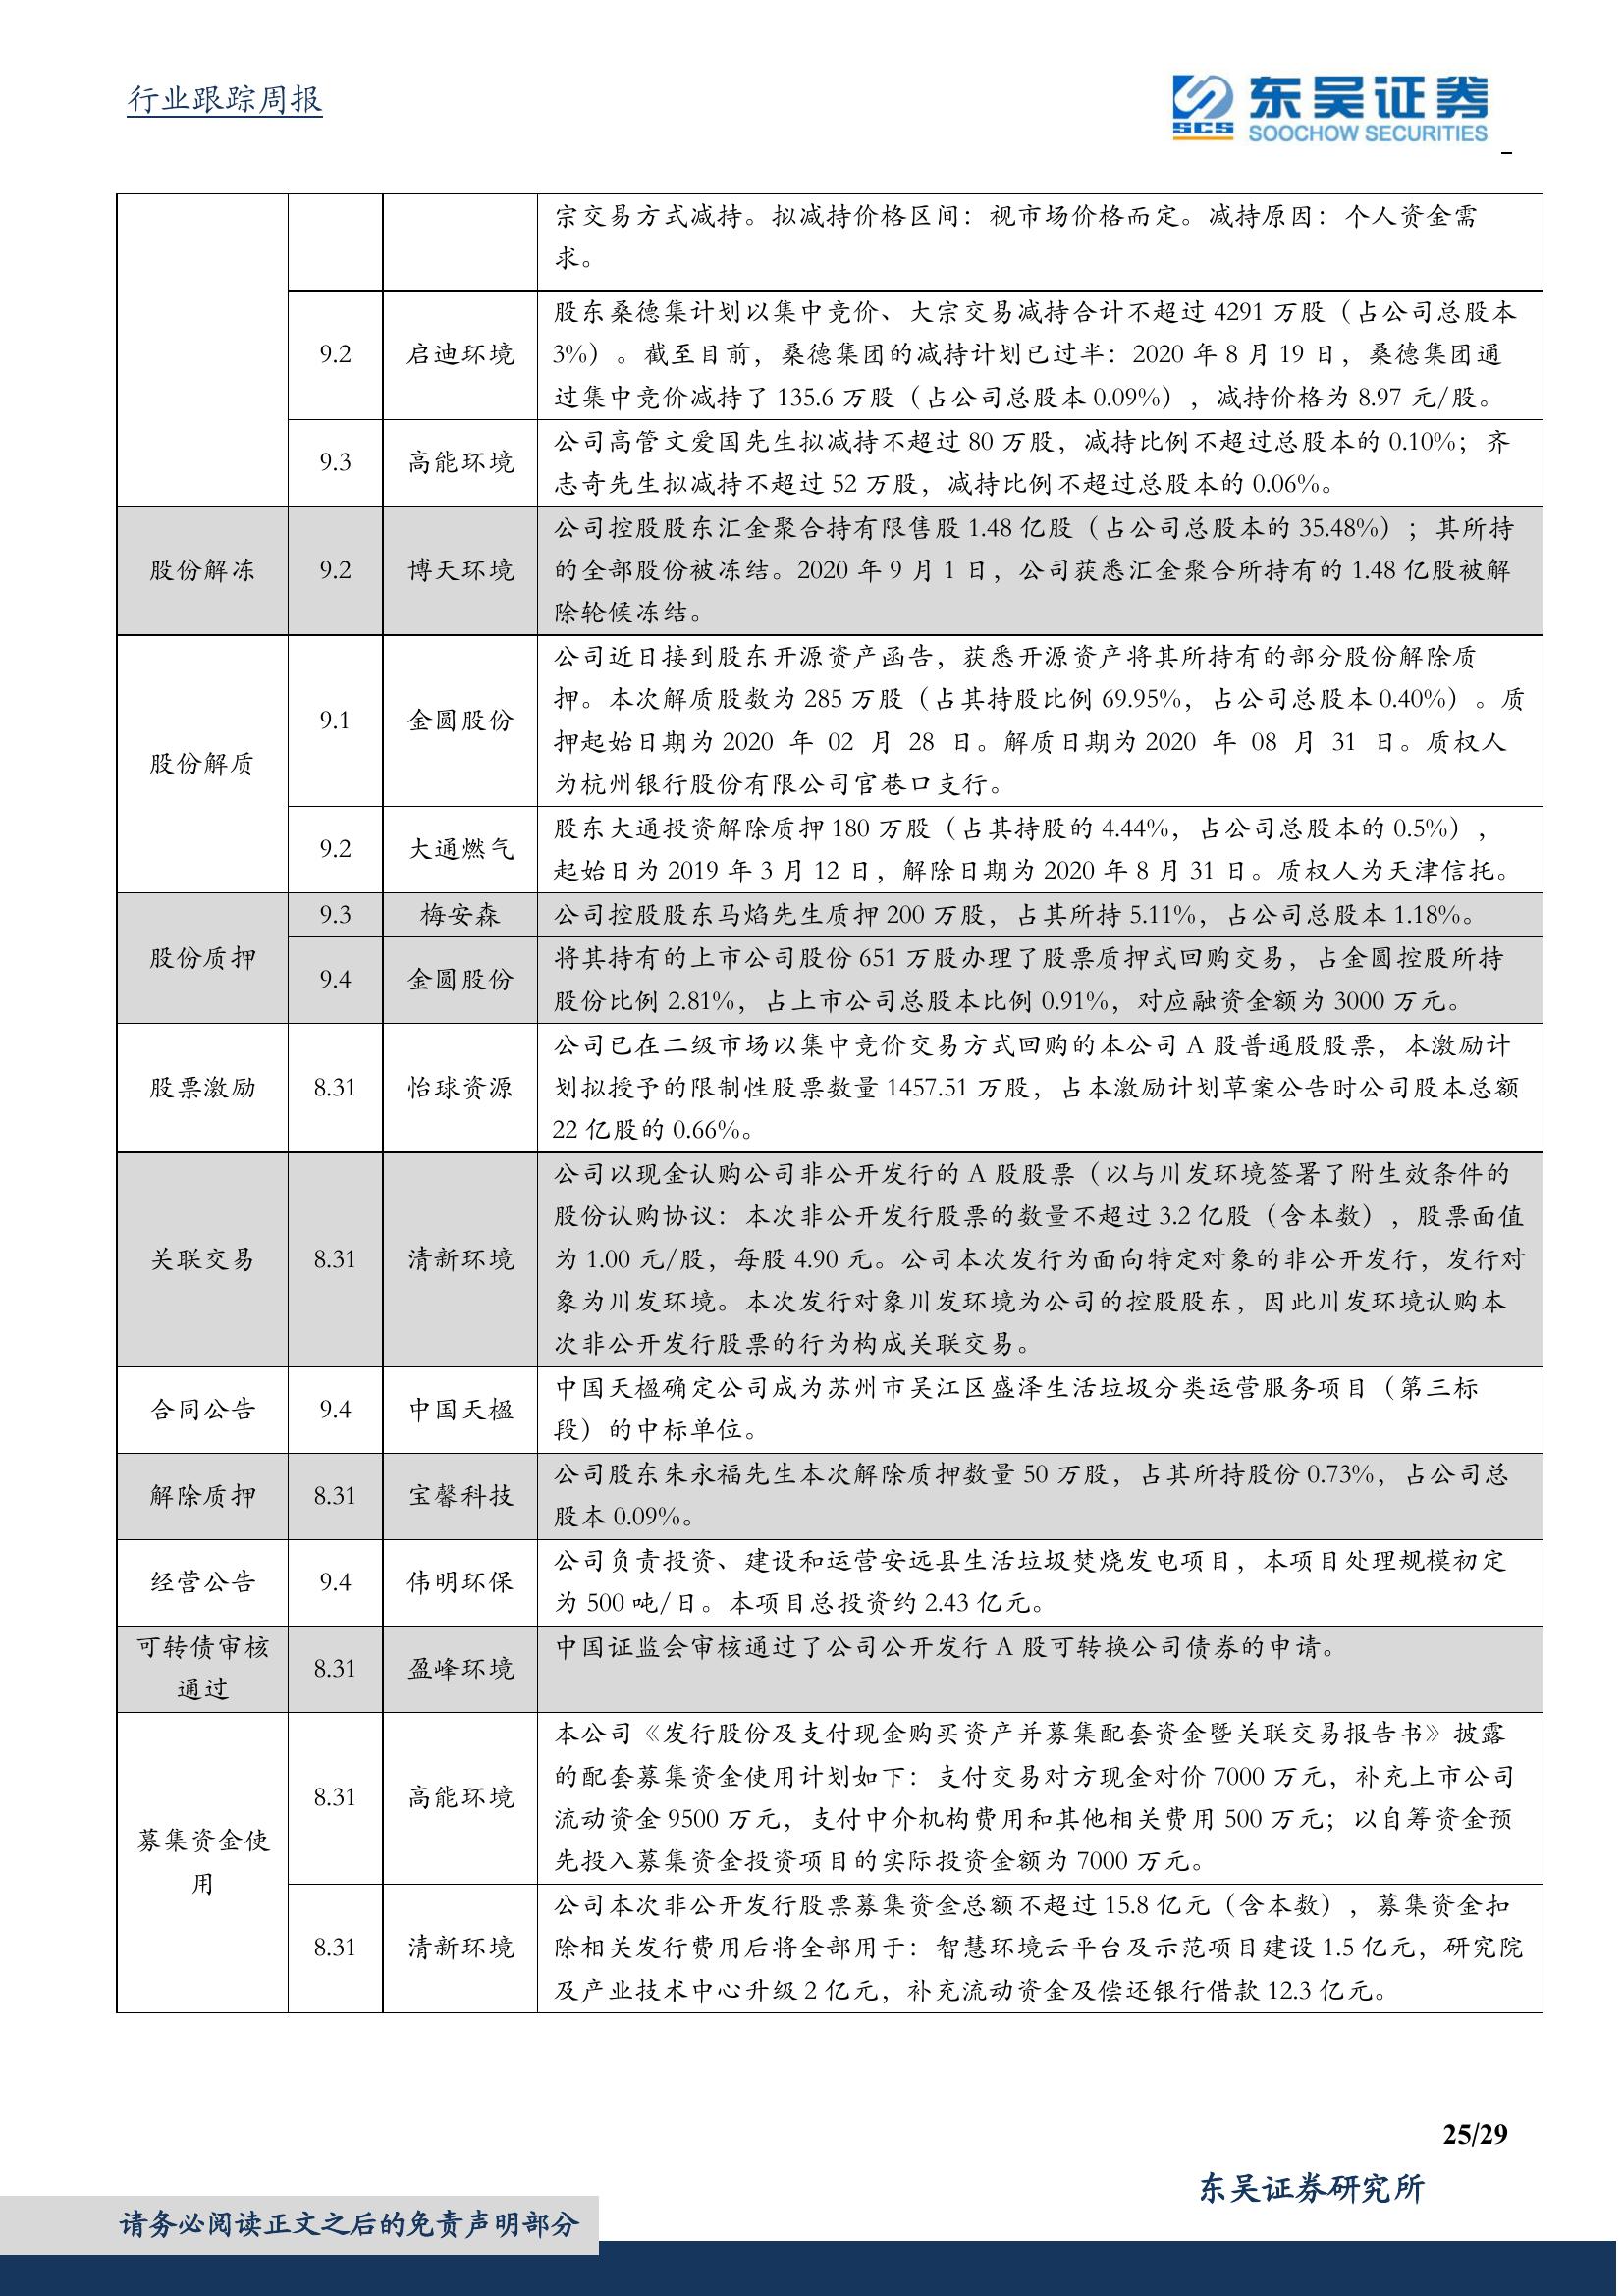 行业跟踪周报
SCS
东吴证券
SOOCHOW SECURITIES
宗交易方式减持。拟减持价格区间：视市场价格而定。减持原因：个人资金需
求。
9.2
启迪环境
股东桑德集计划以集中竞价、大宗交易减持合计不超过 4291 万股（占公司总股本
3%）。截至目前，桑德集团的减持计划已过半：2020 年 8 月 19 日，桑德集团通
过集中竞价减持了 135.6 万股（占公司总股本 0.09%），减持价格为 8.97 元/股。
9.3
高能环境
公司高管文爱国先生拟减持不超过 80 万股，减持比例不超过总股本的 0.10%；齐
志奇先生拟减持不超过 52 万股，减持比例不超过总股本的 0.06%。
股份解冻
9.2
博天环境
公司控股股东汇金聚合持有限售股 1.48 亿股（占公司总股本的 35.48%）；其所持
的全部股份被冻结。2020 年 9 月 1 日，公司获悉汇金聚合所持有的 1.48 亿股被解
除轮候冻结。
股份解质
9.1
金圆股份
公司近日接到股东开源资产函告，获悉开源资产将其所持有的部分股份解除质
押。本次解质股数为 285 万股（占其持股比例 69.95%，占公司总股本 0.40%）。质
押起始日期为 2020 年 02 月 28 日。解质日期为 2020 年 08 月 31 日。质权人
为杭州银行股份有限公司官巷口支行。
9.2
大通燃气
股东大通投资解除质押 180 万股（占其持股的 4.44%，占公司总股本的 0.5%），
起始日为 2019 年 3 月 12 日，解除日期为 2020 年 8 月 31 日。质权人为天津信托。
股份质押
9.3
梅安森
公司控股股东马焰先生质押 200 万股，占其所持 5.11%，占公司总股本 1.18%。
9.4
金圆股份
将其持有的上市公司股份 651 万股办理了股票质押式回购交易，占金圆控股所持
股份比例 2.81%，占上市公司总股本比例 0.91%，对应融资金额为 3000 万元。
股票激励
8.31
怡球资源
公司已在二级市场以集中竞价交易方式回购的本公司 A 股普通股股票，本激励计
划拟授予的限制性股票数量 1457.51 万股，占本激励计划草案公告时公司股本总额
22 亿股的 0.66%。
关联交易
8.31
清新环境
公司以现金认购公司非公开发行的 A 股股票（以与川发环境签署了附生效条件的
股份认购协议：本次非公开发行股票的数量不超过 3.2 亿股（含本数），股票面值
为 1.00 元/股，每股 4.90 元。公司本次发行为面向特定对象的非公开发行，发行对
象为川发环境。本次发行对象川发环境为公司的控股股东，因此川发环境认购本
次非公开发行股票的行为构成关联交易。
合同公告
9.4
中国天楹
中国天楹确定公司成为苏州市吴江区盛泽生活垃圾分类运营服务项目（第三标
段）的中标单位。
解除质押
8.31
宝馨科技
公司股东朱永福先生本次解除质押数量 50 万股，占其所持股份 0.73%，占公司总
股本 0.09%。
经营公告
9.4
伟明环保
公司负责投资、建设和运营安远县生活垃圾焚烧发电项目，本项目处理规模初定
为 500 吨/日。本项目总投资约 2.43 亿元。
可转债审核
通过
8.31
盈峰环境
中国证监会审核通过了公司公开发行 A 股可转换公司债券的申请。
募集资金使
用
8.31
高能环境
本公司《发行股份及支付现金购买资产并募集配套资金暨关联交易报告书》披露
的配套募集资金使用计划如下：支付交易对方现金对价 7000 万元，补充上市公司
流动资金 9500 万元，支付中介机构费用和其他相关费用 500 万元；以自筹资金预
先投入募集资金投资项目的实际投资金额为 7000 万元。
8.31
清新环境
公司本次非公开发行股票募集资金总额不超过 15.8 亿元（含本数），募集资金扣
除相关发行费用后将全部用于：智慧环境云平台及示范项目建设 1.5 亿元，研究院
及产业技术中心升级 2 亿元，补充流动资金及偿还银行借款 12.3 亿元。
25/29
东吴证券研究所
请务必阅读正文之后的免责声明部分